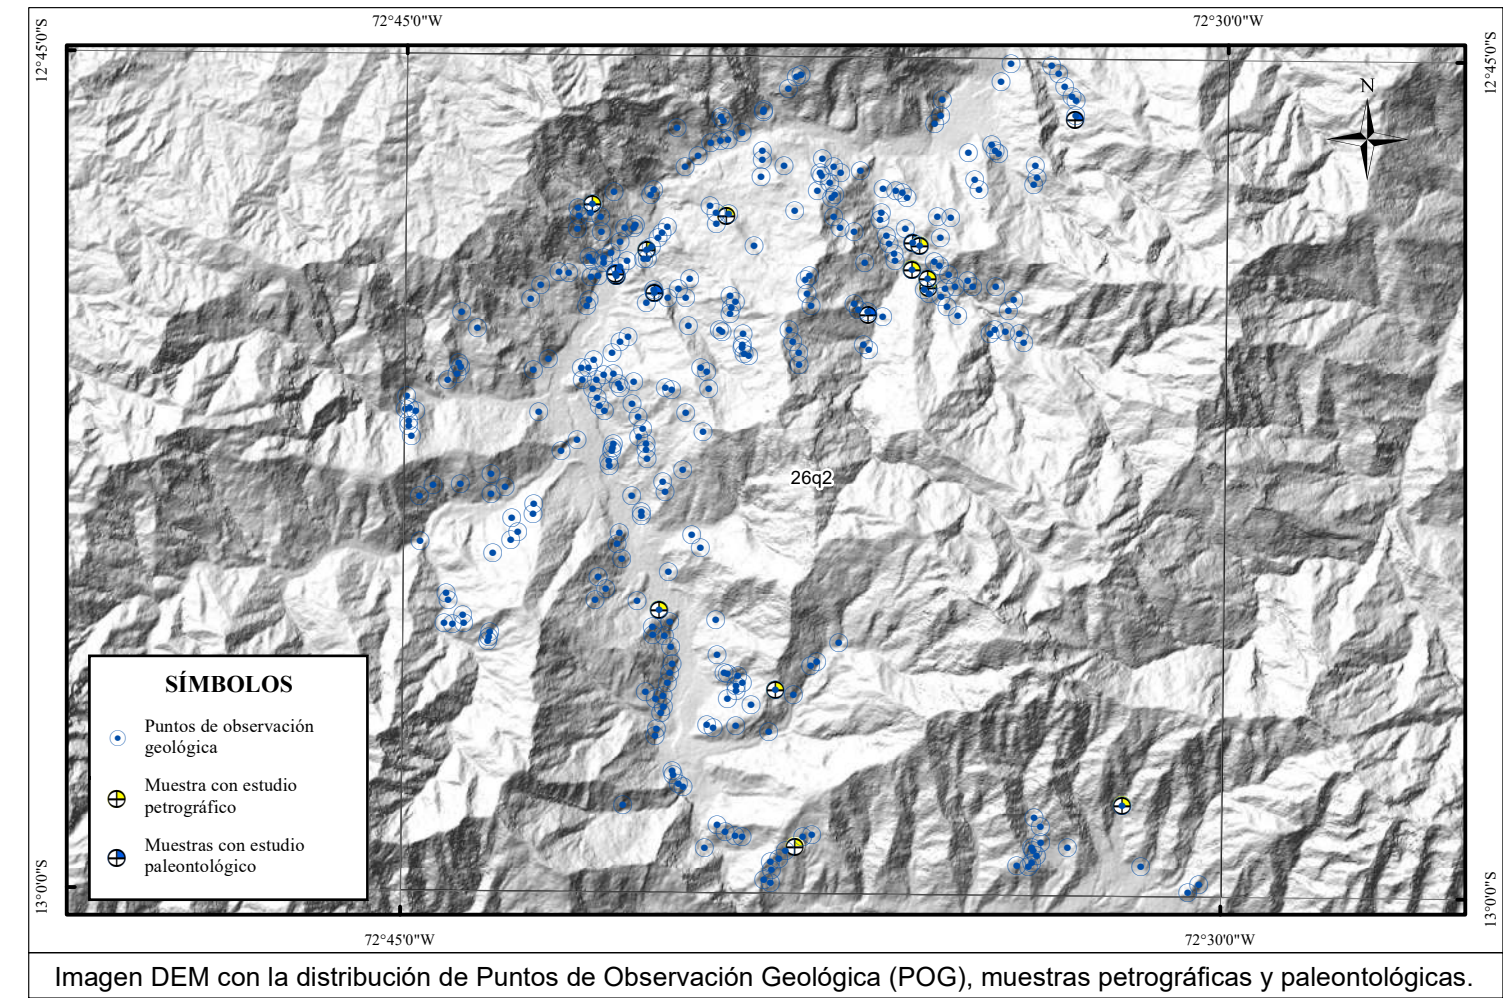 72°45'0"W
72°30'0"W
12°45'0"S
12°45'0"S
N
26q2
SÍMBOLOS
Puntos de observación
geológica
Muestra con estudio
petrográfico
Muestras con estudio
paleontológico
13°0'0"S
13°0'0"S
72°45'0"W
72°30'0"W
Imagen DEM con la distribución de Puntos de Observación Geológica (POG), muestras petrográficas y paleontológicas.